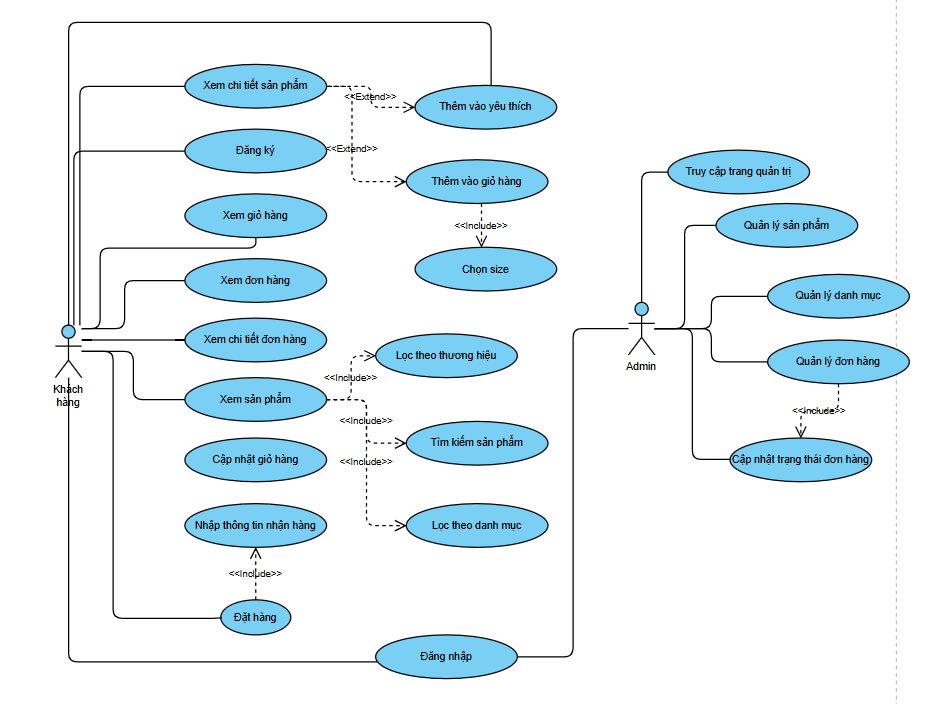 Xem chi tiết sản phẩm
<<Extend>>
Thêm vào yêu thích
Đăng ký
<<Extend>>
Thêm vào giỏ hàng
Truy cập trang quản trị
Xem giỏ hàng
<<Include>>
Quản lý sản phẩm
Chọn size
Xem đơn hàng
Quản lý danh mục
Xem chi tiết đơn hàng
Lọc theo thương hiệu
Admin
Quản lý đơn hàng
Khách
hàng
<<Include>>
Xem sản phẩm
<<Include>>
<<Include>>
Tìm kiếm sản phẩm
Cập nhật giỏ hàng
<<Include>>
Cập nhật trạng thái đơn hàng
Nhập thông tin nhận hàng
Lọc theo danh mục
<<Include>>
Đặt hàng
Đăng nhập